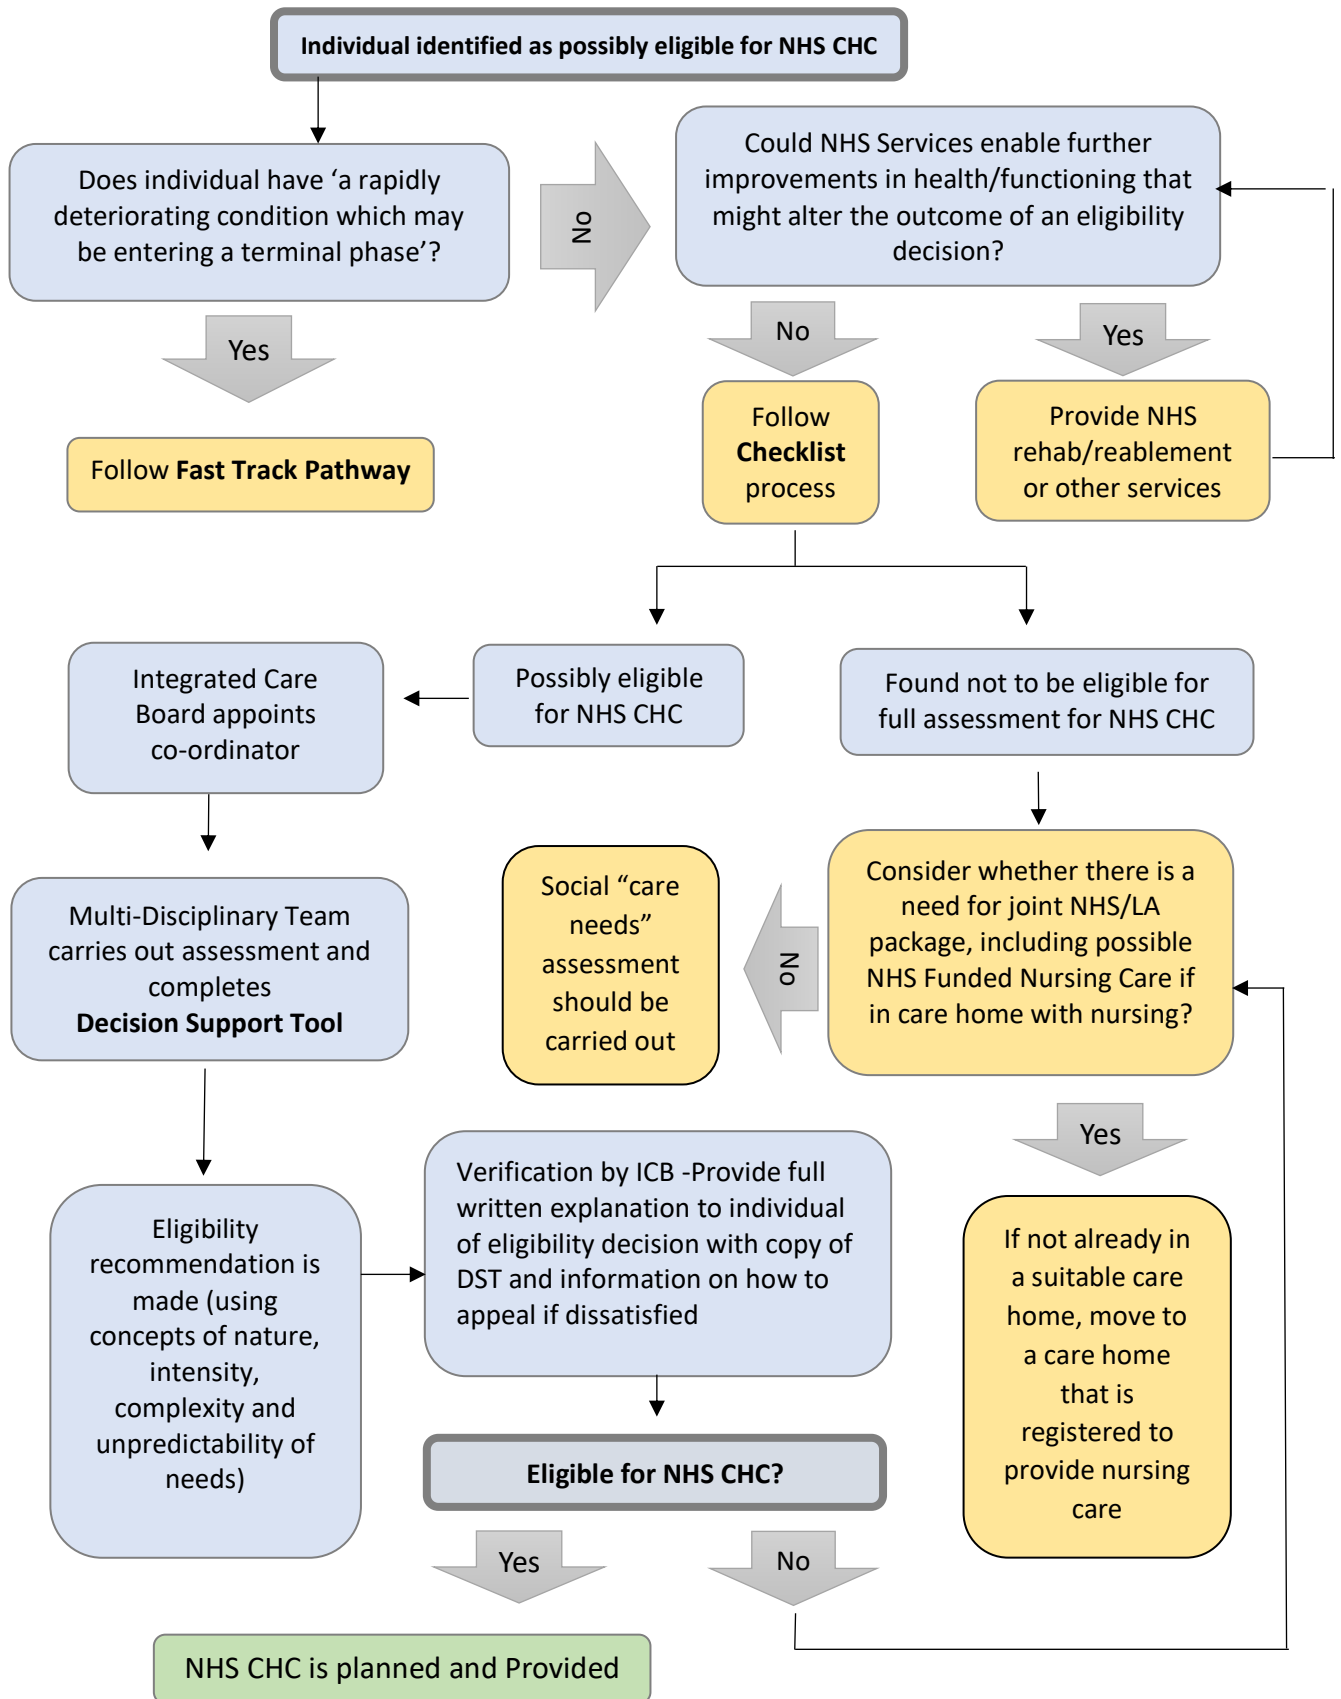 Individual identified as possibly eligible for NHS CHC
Does individual have ‘a rapidly
deteriorating condition which may
be entering a terminal phase’?
No
Could NHS Services enable further
improvements in health/functioning that
might alter the outcome of an eligibility
decision?
Yes
No
Yes
Follow Fast Track Pathway
Follow
Checklist
process
Provide NHS
rehab/reablement
or other services
Integrated Care
Board appoints
co-ordinator
Possibly eligible
for NHS CHC
Found not to be eligible for
full assessment for NHS CHC
Multi-Disciplinary Team
carries out assessment and
completes
Decision Support Tool
Social “care
needs”
assessment
should be
carried out
No
Consider whether there is a
need for joint NHS/LA
package, including possible
NHS Funded Nursing Care if
in care home with nursing?
Yes
Eligibility
recommendation is
made (using
concepts of nature,
intensity,
complexity and
unpredictability of
needs)
Verification by ICB -Provide full
written explanation to individual
of eligibility decision with copy of
DST and information on how to
appeal if dissatisfied
If not already in
a suitable care
home, move to
a care home
that is
registered to
provide nursing
care
Eligible for NHS CHC?
Yes
No
NHS CHC is planned and Provided